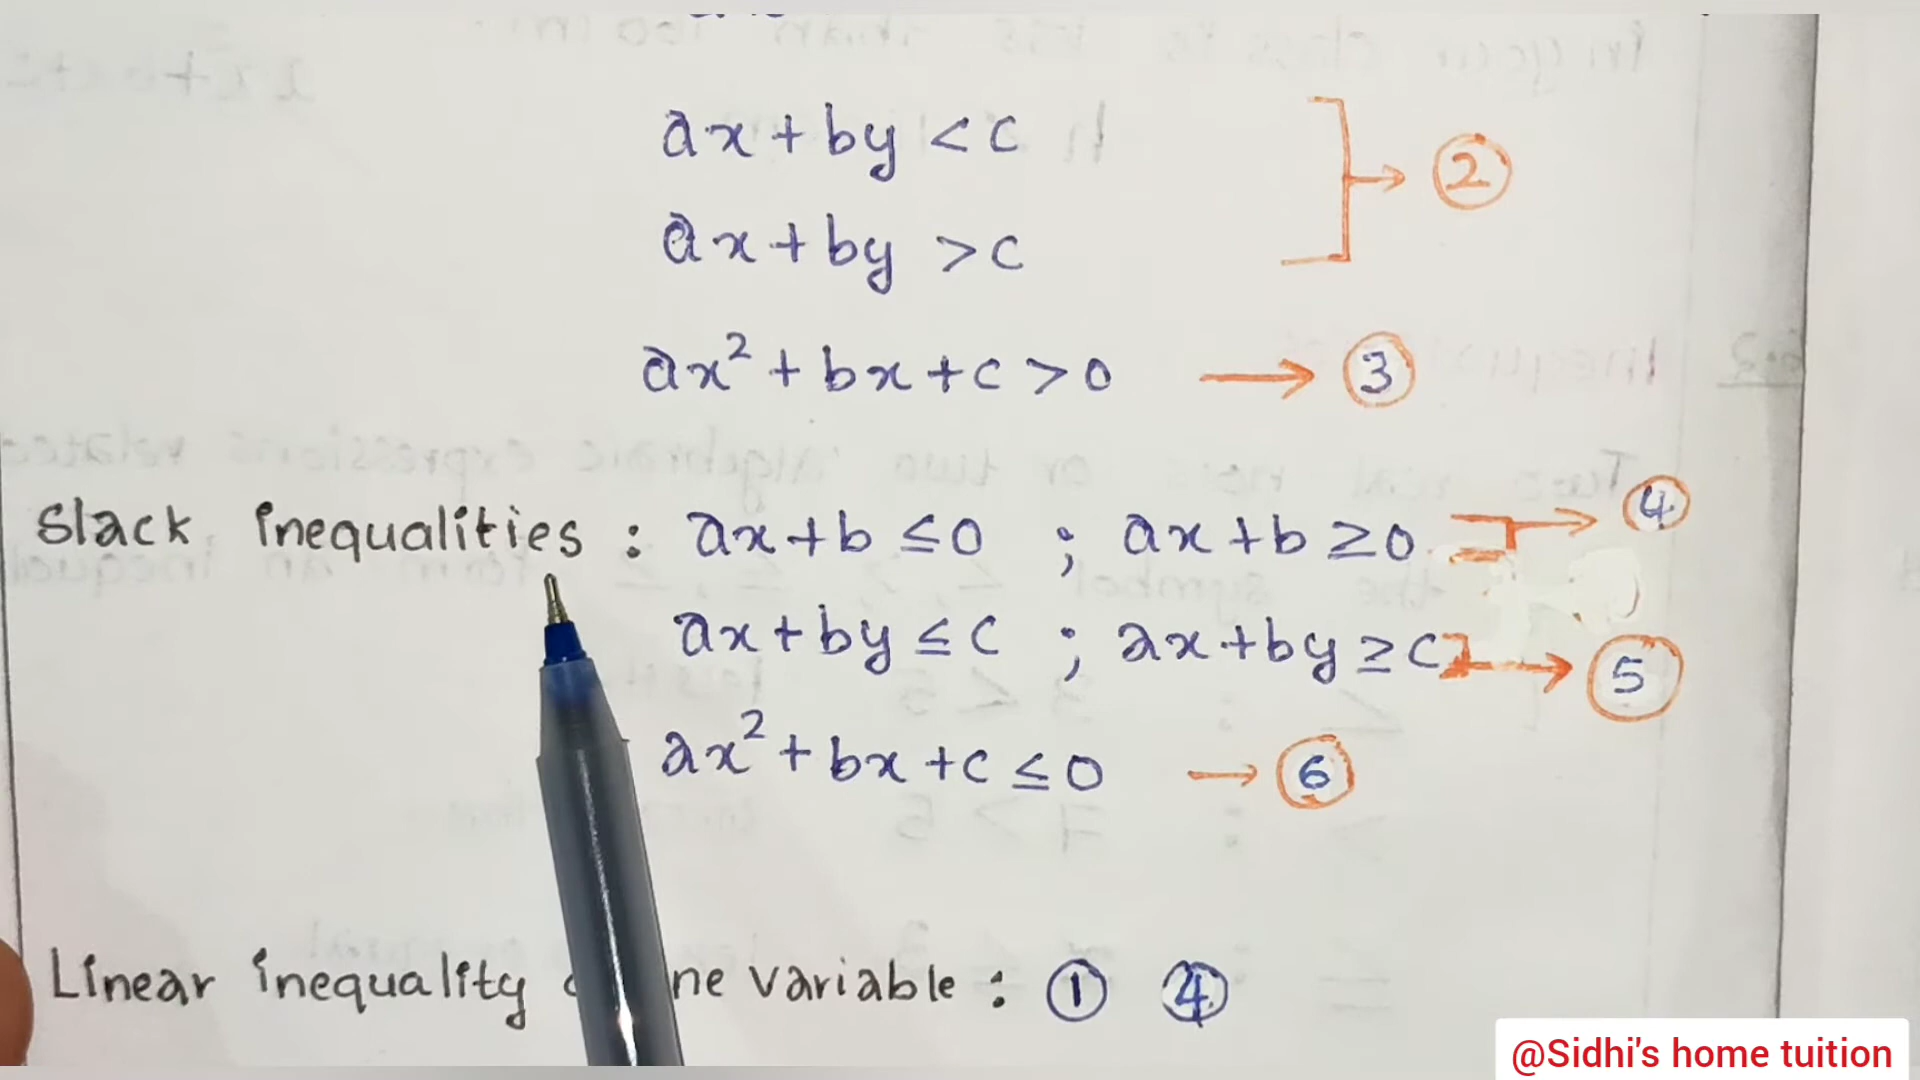 ax + by < c
ax + by > c
→ 2
ax² + bx + c > 0 → 3
Slack inequalities : ax + b ≤ 0 ; ax + b ≥ 0 → 4
ax + by ≤ c ; ax + by ≥ c → 5
ax² + bx + c ≤ 0 → 6
Linear inequality ne variable : 1 4
@Sidhi's home tuition